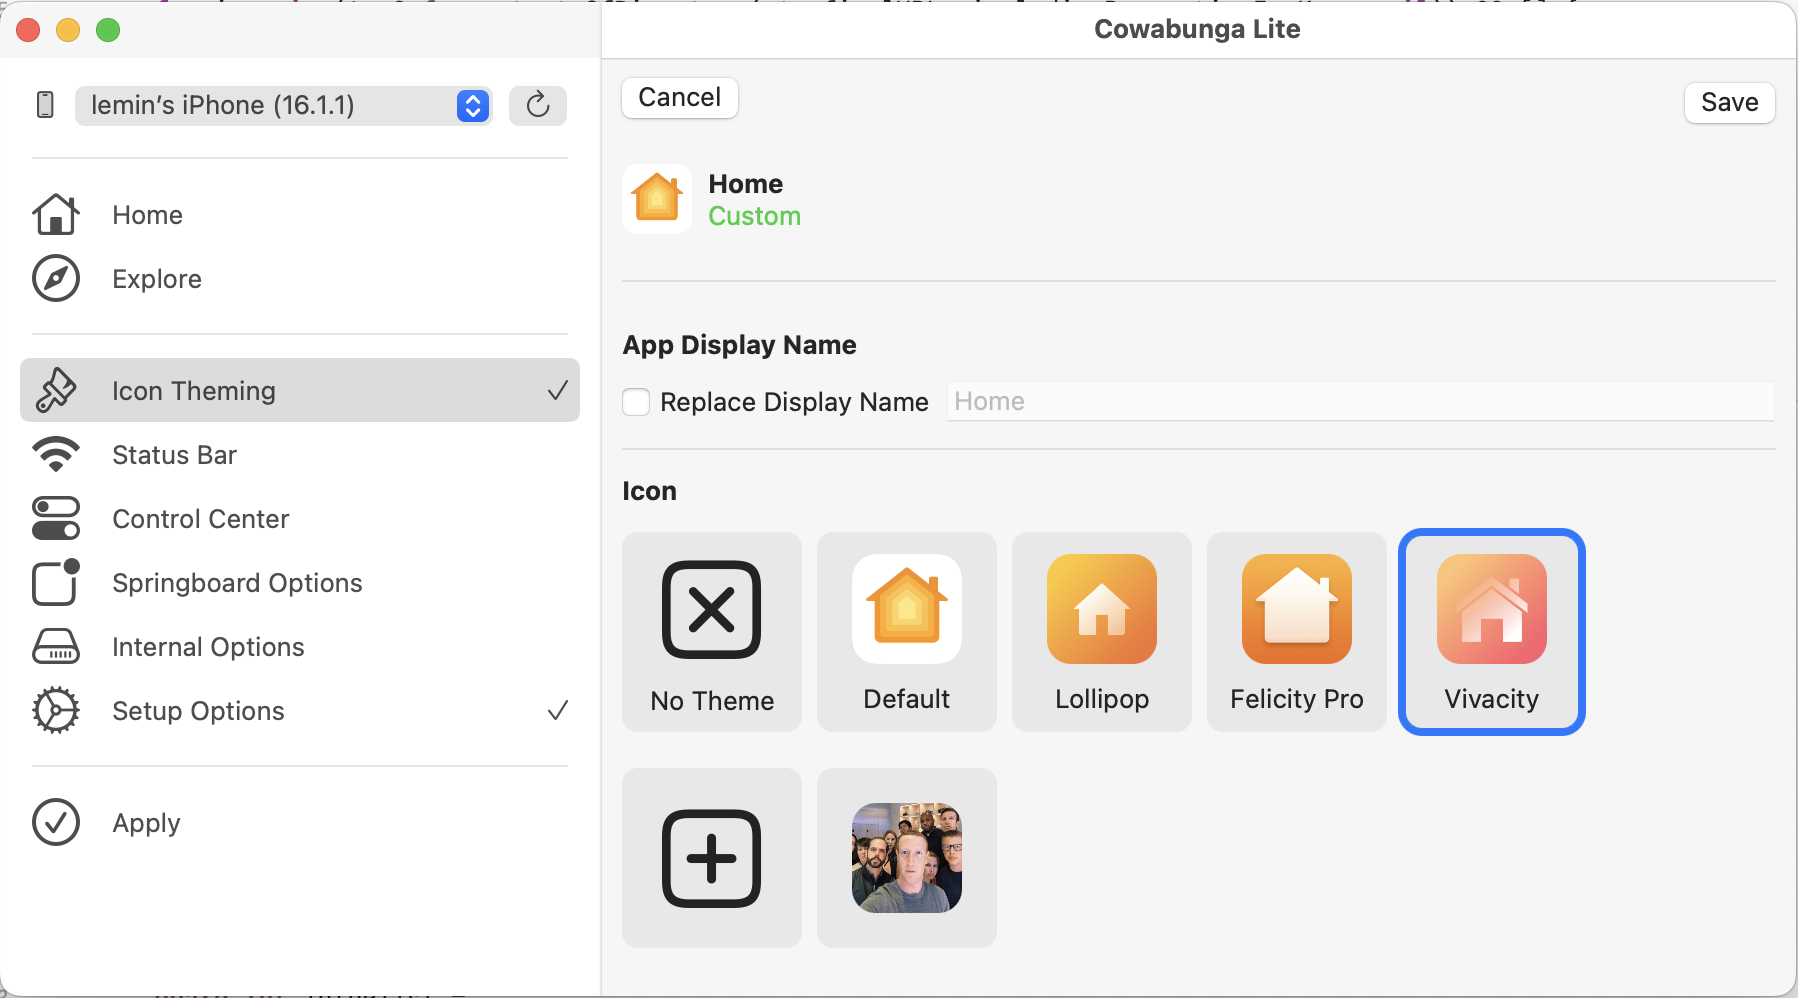 Cowabunga Lite
lemin’s iPhone (16.1.1)
Home
Explore
Icon Theming
Status Bar
Control Center
Springboard Options
Internal Options
Setup Options
Apply
Cancel
Save
Home
Custom
App Display Name
Replace Display Name Home
Icon
No Theme Default Lollipop Felicity Pro Vivacity